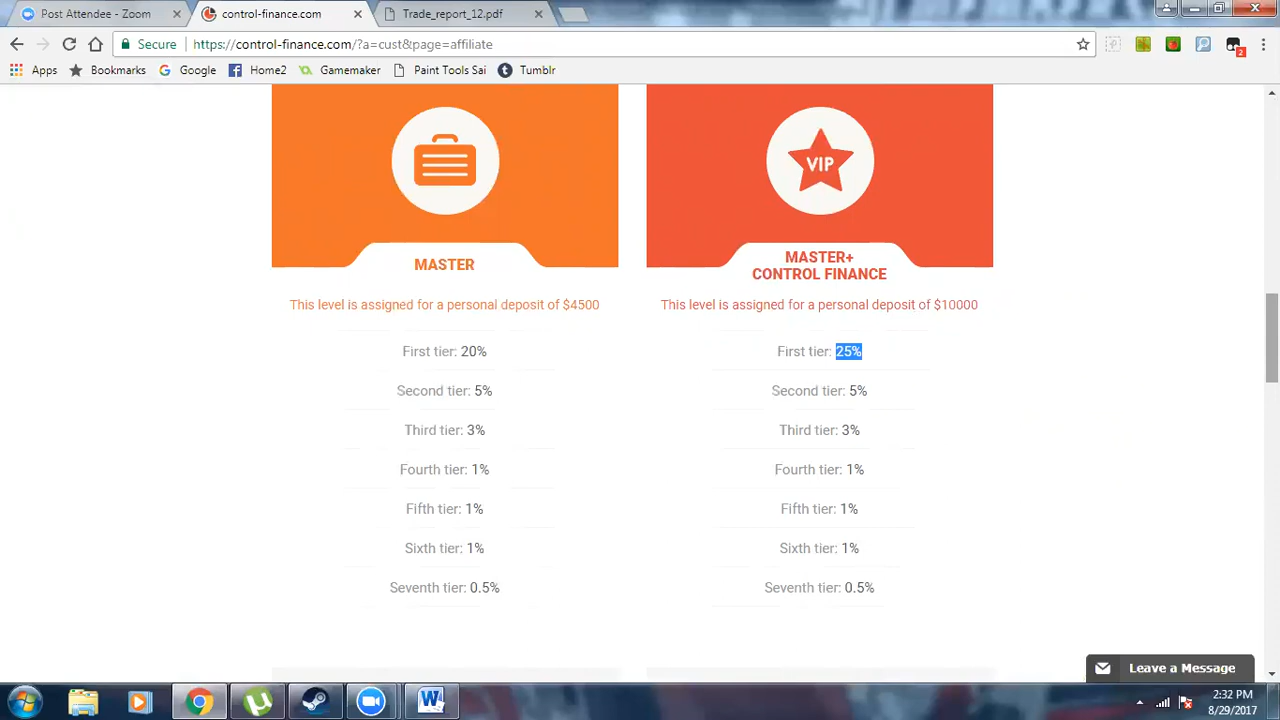 Post Attendee - Zoom
control-finance.com
Trade_report_12.pdf
Secure
https://control-finance.com/?a=cust&page=affiliate
2
Apps
Bookmarks
Google
Home2
Gamemaker
Paint Tools Sai
Tumblr
MASTER
This level is assigned for a personal deposit of $4500
First tier: 20%
Second tier: 5%
Third tier: 3%
Fourth tier: 1%
Fifth tier: 1%
Sixth tier: 1%
Seventh tier: 0.5%
VIP
MASTER+
CONTROL FINANCE
This level is assigned for a personal deposit of $10000
First tier: 25%
Second tier: 5%
Third tier: 3%
Fourth tier: 1%
Fifth tier: 1%
Sixth tier: 1%
Seventh tier: 0.5%
Leave a Message
2:32 PM
8/29/2017